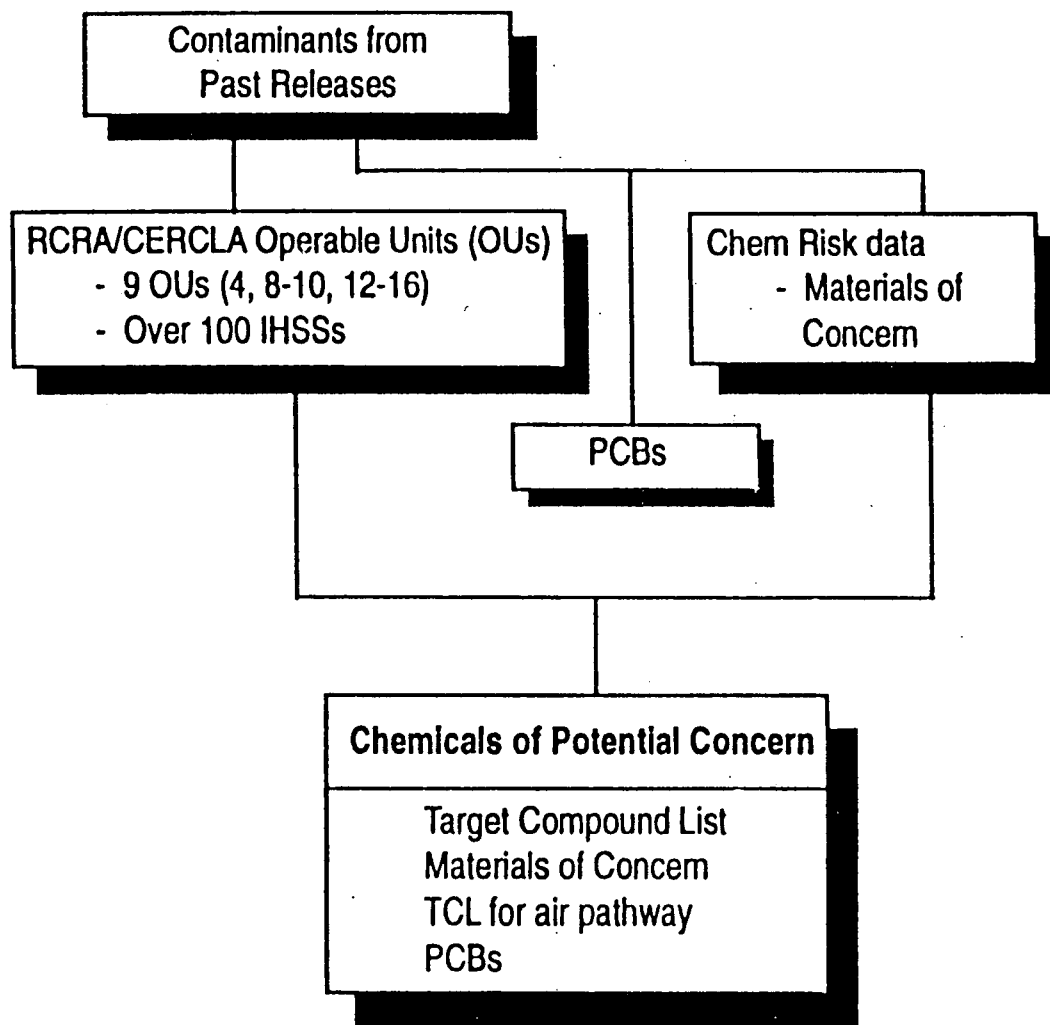 Contaminants from
Past Releases
RCRA/CERCLA Operable Units (OUs)
- 9 OUs (4, 8-10, 12-16)
- Over 100 IHSSs
Chem Risk data
- Materials of
Concern
PCBs
Chemicals of Potential Concern
Target Compound List
Materials of Concern
TCL for air pathway
PCBs